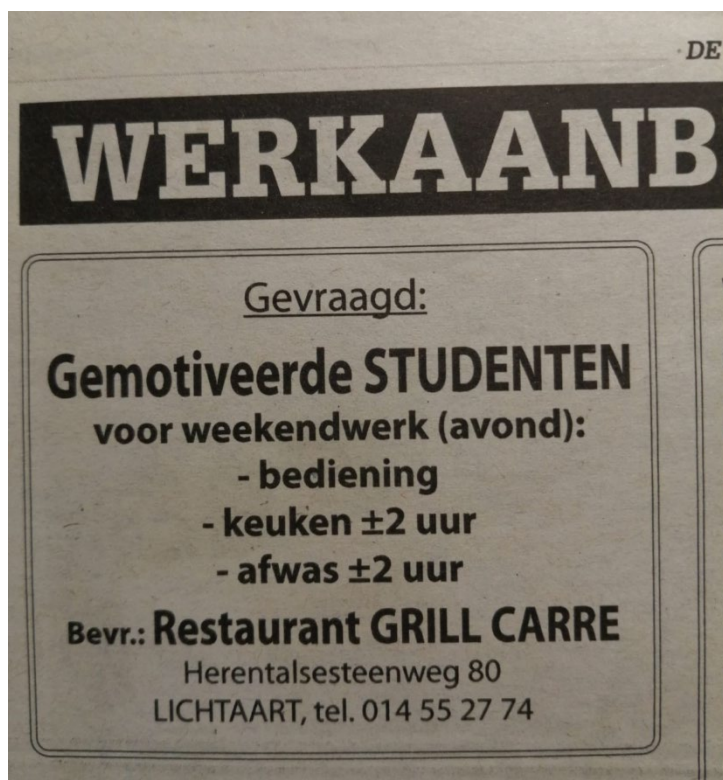 DE
WERKAANB
Gevraagd:
Gemotiveerde STUDENTEN
voor weekendwerk (avond):
- bediening
- keuken ±2 uur
- afwas ±2 uur
Bevr.: Restaurant GRILL CARRE
Herentalsesteenweg 80
LICHTAART, tel. 014 55 27 74